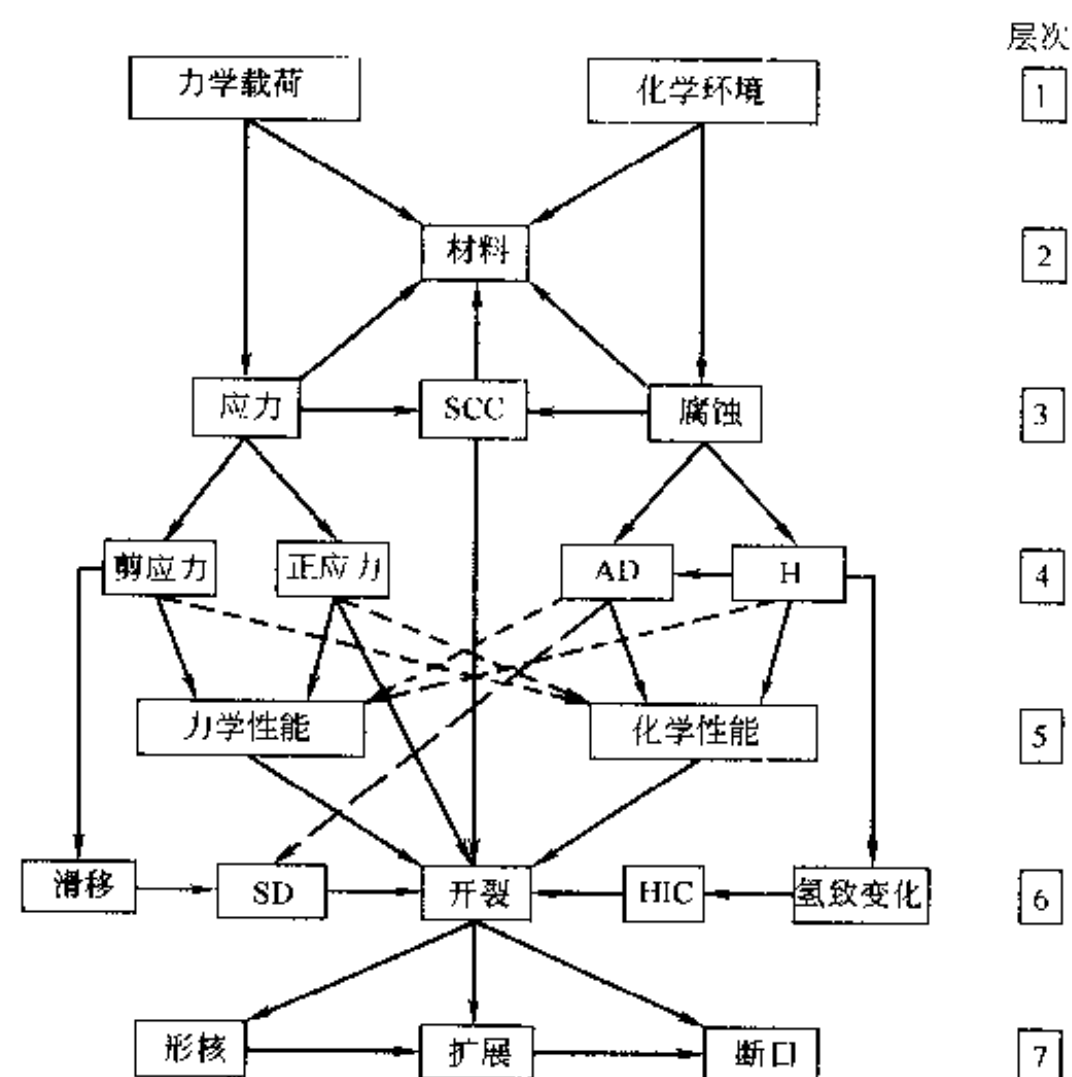 层次
力学载荷 化学环境 1
材料 2
应力 SCC 腐蚀 3
剪应力 正应力 AD H 4
力学性能 化学性能 5
滑移 SD 开裂 HIC 氢致变化 6
形核 扩展 断口 7